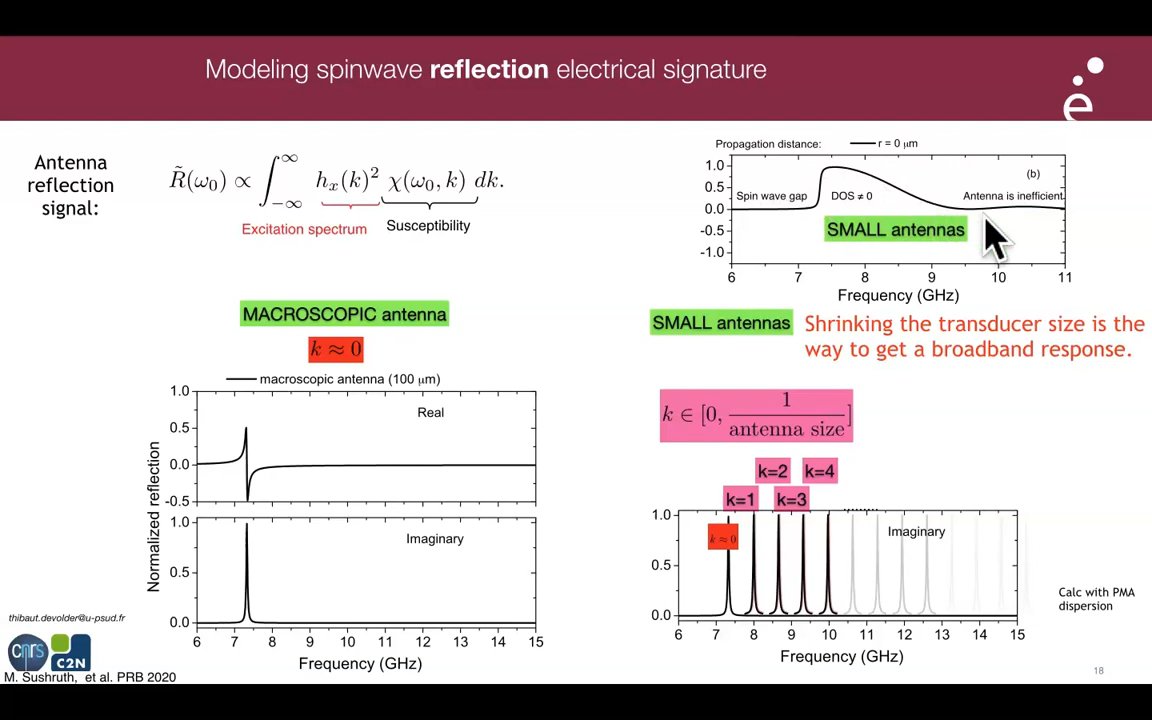 Modeling spinwave reflection electrical signature
e
Antenna
reflection
signal:
R̃(ω₀) ∝ ∫_{-∞}^{∞} hₓ(k)² χ(ω₀, k) dk.
Excitation spectrum
Susceptibility
Propagation distance:
r = 0 μm
1.0
0.5
0.0
-0.5
-1.0
(b)
Spin wave gap
DOS ≠ 0
Antenna is inefficient
SMALL antennas
6 7 8 9 10 11
Frequency (GHz)
MACROSCOPIC antenna
k ≈ 0
macroscopic antenna (100 μm)
Normalized reflection
1.0
0.5
0.0
-0.5
Real
1.0
0.5
0.0
Imaginary
6 7 8 9 10 11 12 13 14 15
Frequency (GHz)
SMALL antennas
Shrinking the transducer size is the
way to get a broadband response.
k ∈ [0, 1 / antenna size]
k=2 k=4
k=1 k=3
k ≈ 0
1.0
0.5
0.0
Imaginary
6 7 8 9 10 11 12 13 14 15
Frequency (GHz)
Calc with PMA
dispersion
thibaut.devolder@u-psud.fr
cnrs
C2N
M. Sushruth, et al. PRB 2020
18